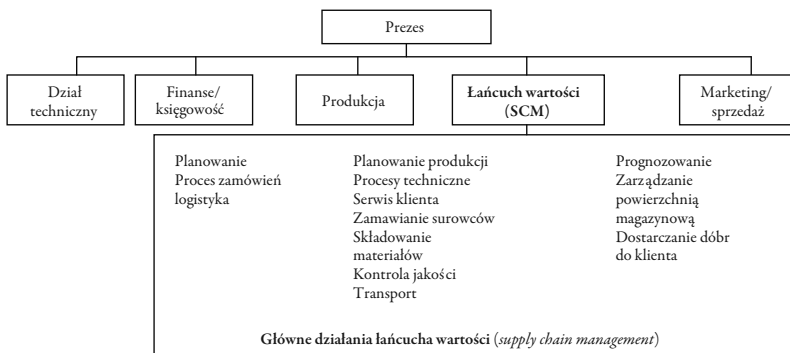 Prezes
Dział
techniczny
Finanse/
księgowość
Produkcja
Łańcuch wartości
(SCM)
Marketing/
sprzedaż
Planowanie
Proces zamówień
logistyka
Planowanie produkcji
Procesy techniczne
Serwis klienta
Zamawianie surowców
Składowanie
materiałów
Kontrola jakości
Transport
Prognozowanie
Zarządzanie
powierzchnią
magazynową
Dostarczanie dóbr
do klienta
Główne działania łańcucha wartości (supply chain management)